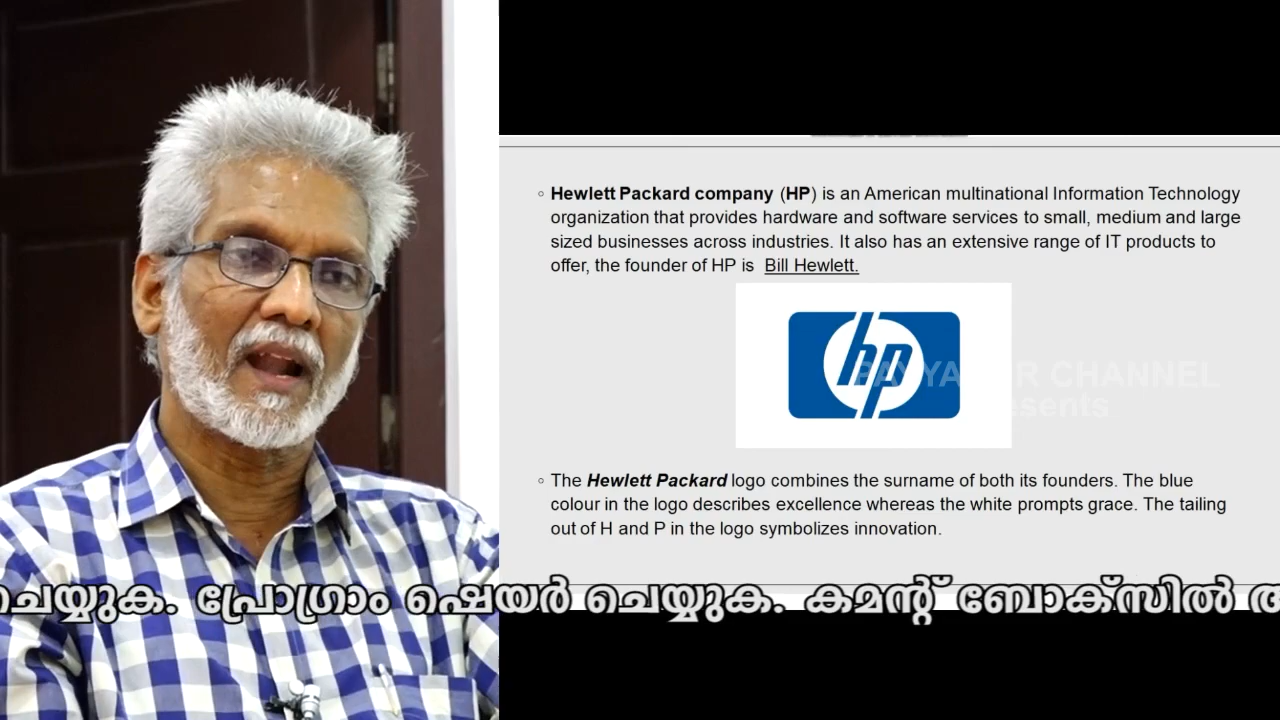 Hewlett Packard company (HP) is an American multinational Information Technology
organization that provides hardware and software services to small, medium and large
sized businesses across industries. It also has an extensive range of IT products to
offer, the founder of HP is Bill Hewlett.
hp
CHANNEL
The Hewlett Packard logo combines the surname of both its founders. The blue
colour in the logo describes excellence whereas the white prompts grace. The tailing
out of H and P in the logo symbolizes innovation.
ചെയ്യുക. പ്രോഗ്രാം ഷെയർ ചെയ്യുക. കമന്റ് ബോക്സിൽ